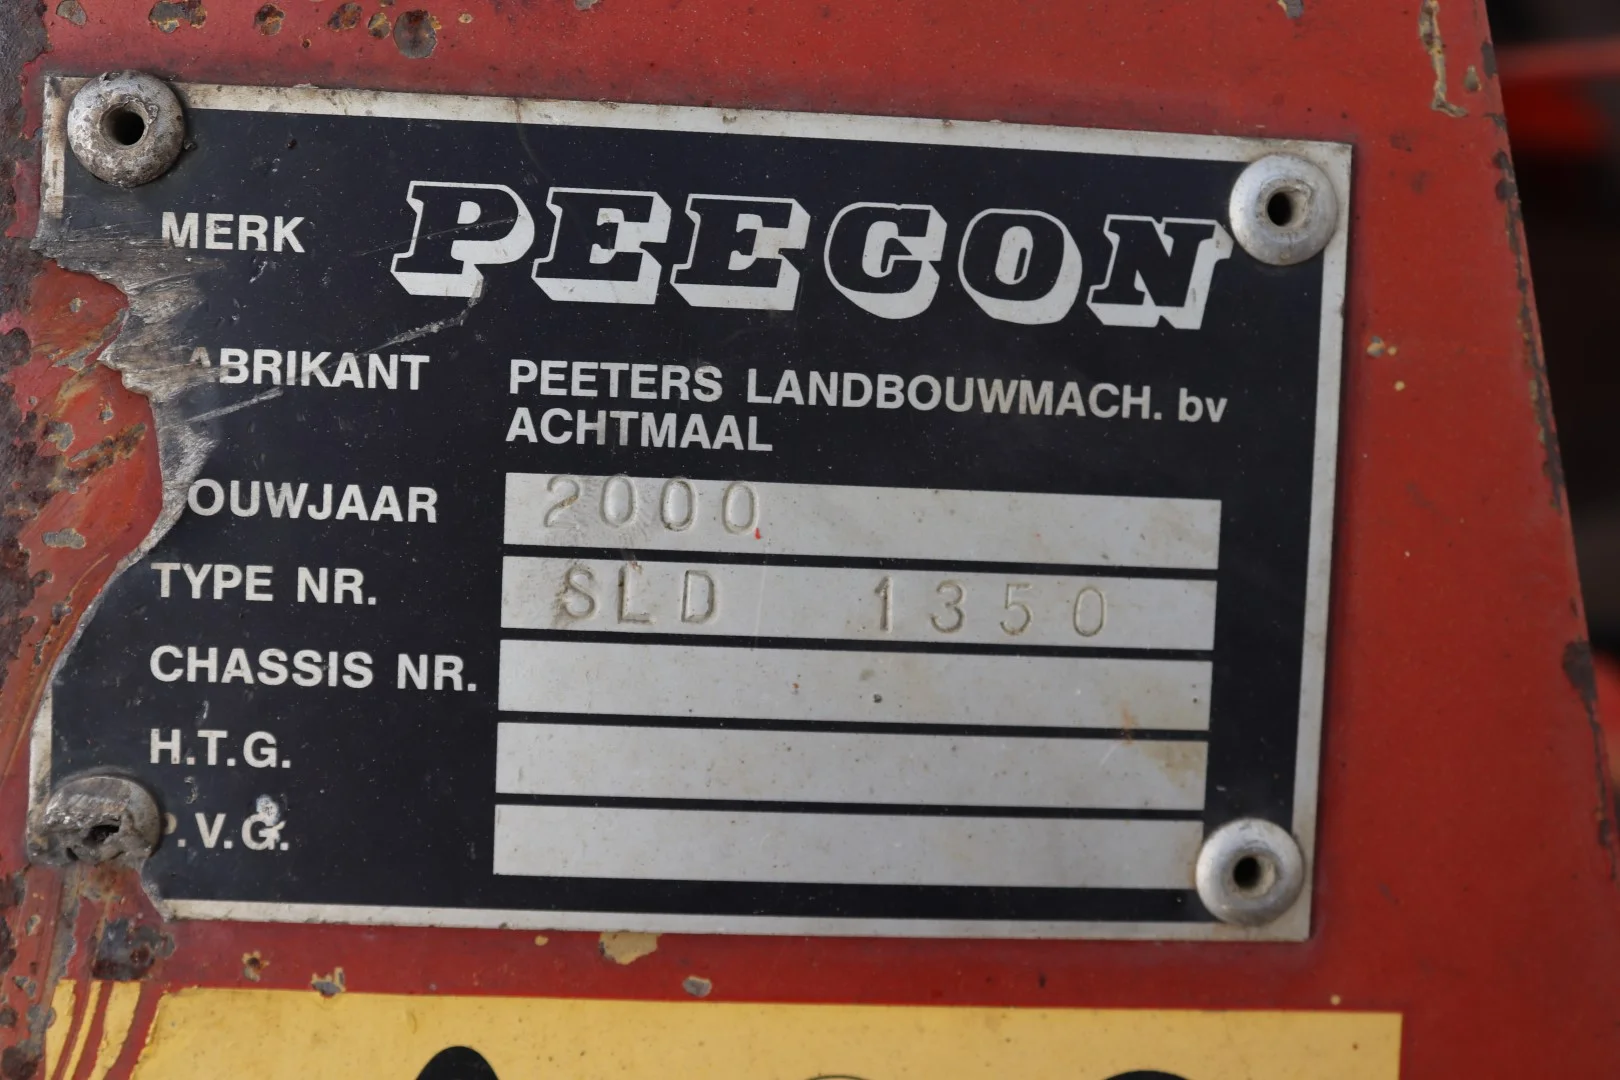 MERK PEECON
ABRIKANT PEETERS LANDBOUWMACH. bv
ACHTMAAL
OUWJAAR 2000
TYPE NR. SLD 1350
CHASSIS NR.
H.T.G.
P.V.G.